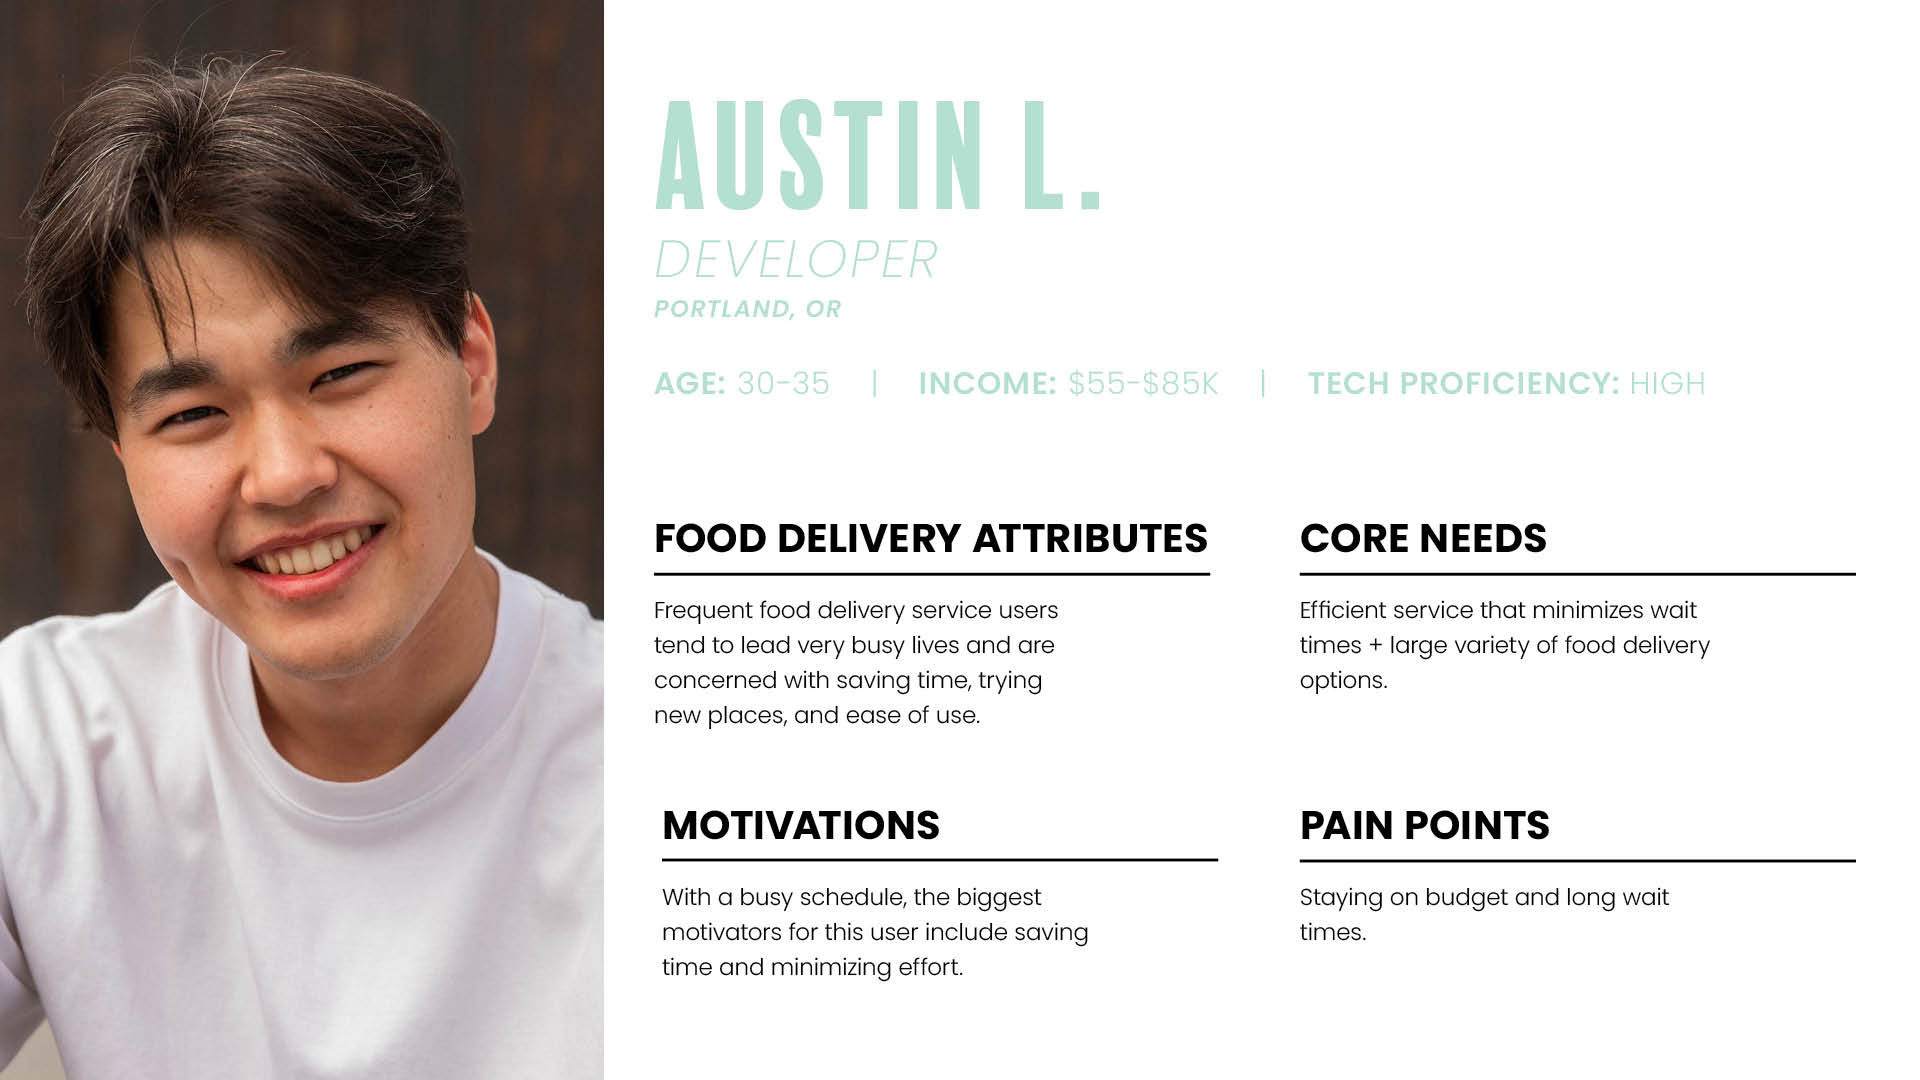 AUSTIN L.
DEVELOPER
PORTLAND, OR
AGE: 30-35 | INCOME: $55-$85K | TECH PROFICIENCY: HIGH
FOOD DELIVERY ATTRIBUTES
Frequent food delivery service users
tend to lead very busy lives and are
concerned with saving time, trying
new places, and ease of use.
CORE NEEDS
Efficient service that minimizes wait
times + large variety of food delivery
options.
MOTIVATIONS
With a busy schedule, the biggest
motivators for this user include saving
time and minimizing effort.
PAIN POINTS
Staying on budget and long wait
times.